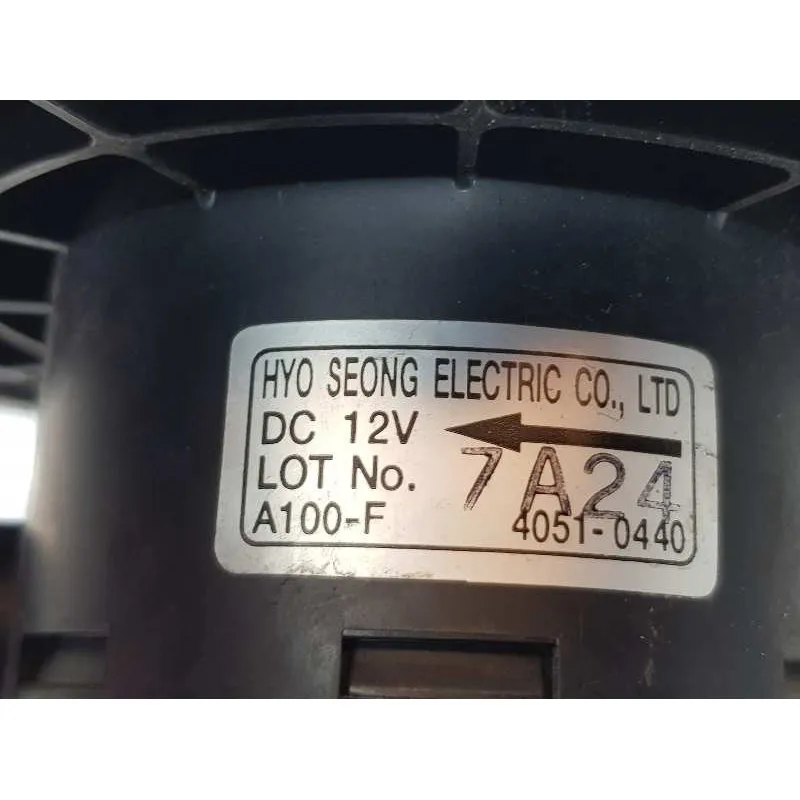 HYO SEONG ELECTRIC CO., LTD
DC 12V
LOT No. 7A24
A100-F 4051-0440